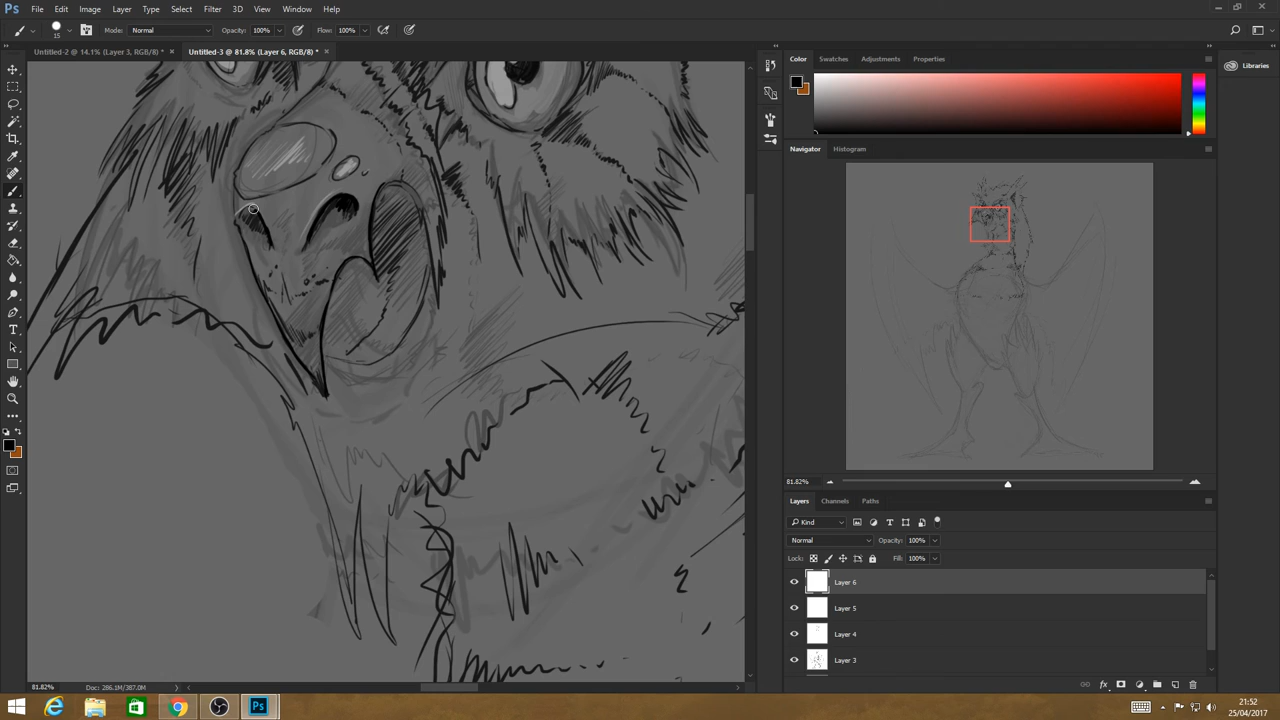 Ps File Edit Image Layer Type Select Filter 3D View Window Help
15 Mode: Normal Opacity: 100% Flow: 100%
Untitled-2 @ 14.1% (Layer 3, RGB/8) * × Untitled-3 @ 81.8% (Layer 6, RGB/8) * ×
Color Swatches Adjustments Properties
Libraries
Navigator Histogram
81.82%
Layers Channels Paths
Kind
Normal Opacity: 100%
Lock: Fill: 100%
Layer 6
Layer 5
Layer 4
Layer 3
81.82% Doc: 286.1M/387.0M
fx
Ps
21:52
25/04/2017